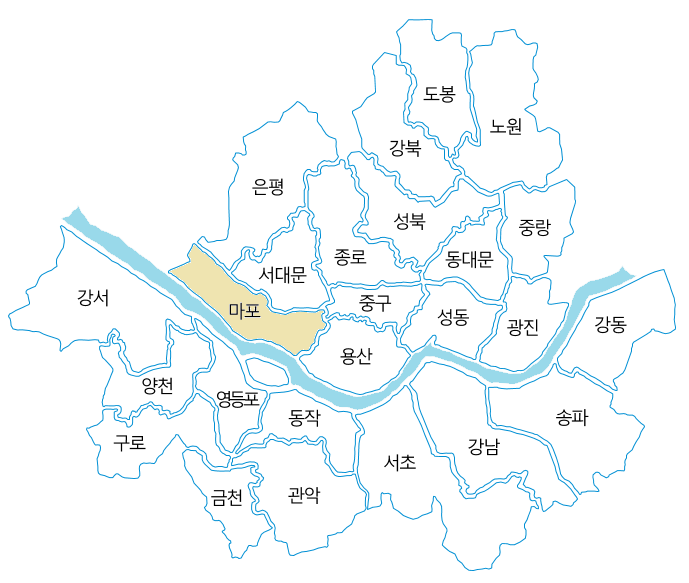 도봉
노원
강북
은평
성북
중랑
종로
동대문
서대문
강서
마포
중구
성동
광진
강동
용산
양천
영등포
동작
송파
구로
강남
서초
금천
관악